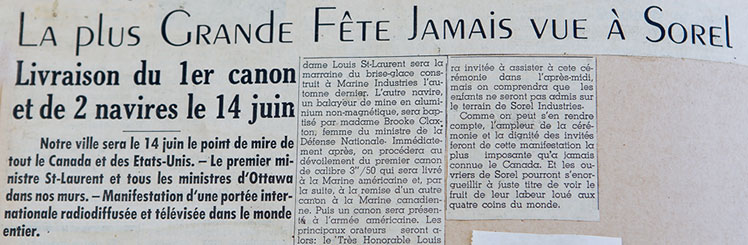 La plus Grande Fête Jamais vue à Sorel
Livraison du 1er canon
et de 2 navires le 14 juin
Notre ville sera le 14 juin le point de mire de
tout le Canada et des Etats-Unis. — Le premier mi-
nistre St-Laurent et tous les ministres d'Ottawa
dans nos murs. — Manifestation d'une portée inter-
nationale radiodiffusée et télévisée dans le monde
entier.
dame Louis St-Laurent sera la
marraine du brise-glace cons-
truit à Marine Industries l'au-
tomne dernier. L'autre navire,
un balayeur de mine en alumi-
nium non-magnétique, sera bap-
tisé par madame Brooke Clax-
ton, femme du ministre de la
Défense Nationale. Immédiate-
ment après, on procédera au
dévoilement du premier canon
de calibre 3"/50 qui sera livré
à la Marine américaine et, par
la suite, à la remise d'un autre
canon à la Marine canadien-
ne. Puis un canon sera présen-
té à l'armée américaine. Les
principaux orateurs seront
alors: le Très Honorable Louis
ra invitée à assister à cete cé-
rémonie dans l'après-midi,
mais on comprendra que les
enfants ne seront pas admis sur
le terrain de Sorel Industries.
Comme on peut s'en rendre
compte, l'ampleur de la céré-
monie et la dignité des invités
feront de cette manifestation la
plus imposante qu'a jamais
connue le Canada. Et les ou-
vriers de Sorel pourront s'enor-
gueillir à juste titre de voir le
fruit de leur labeur loué aux
quatre coins du monde.